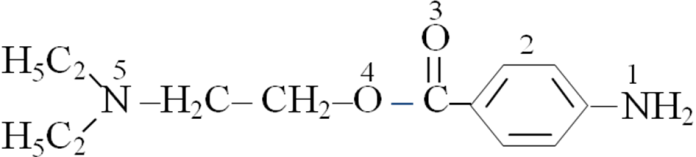 3
O
2
H₅C₂ 5 4 1
N–H₂C–CH₂–O–C –NH₂
H₅C₂